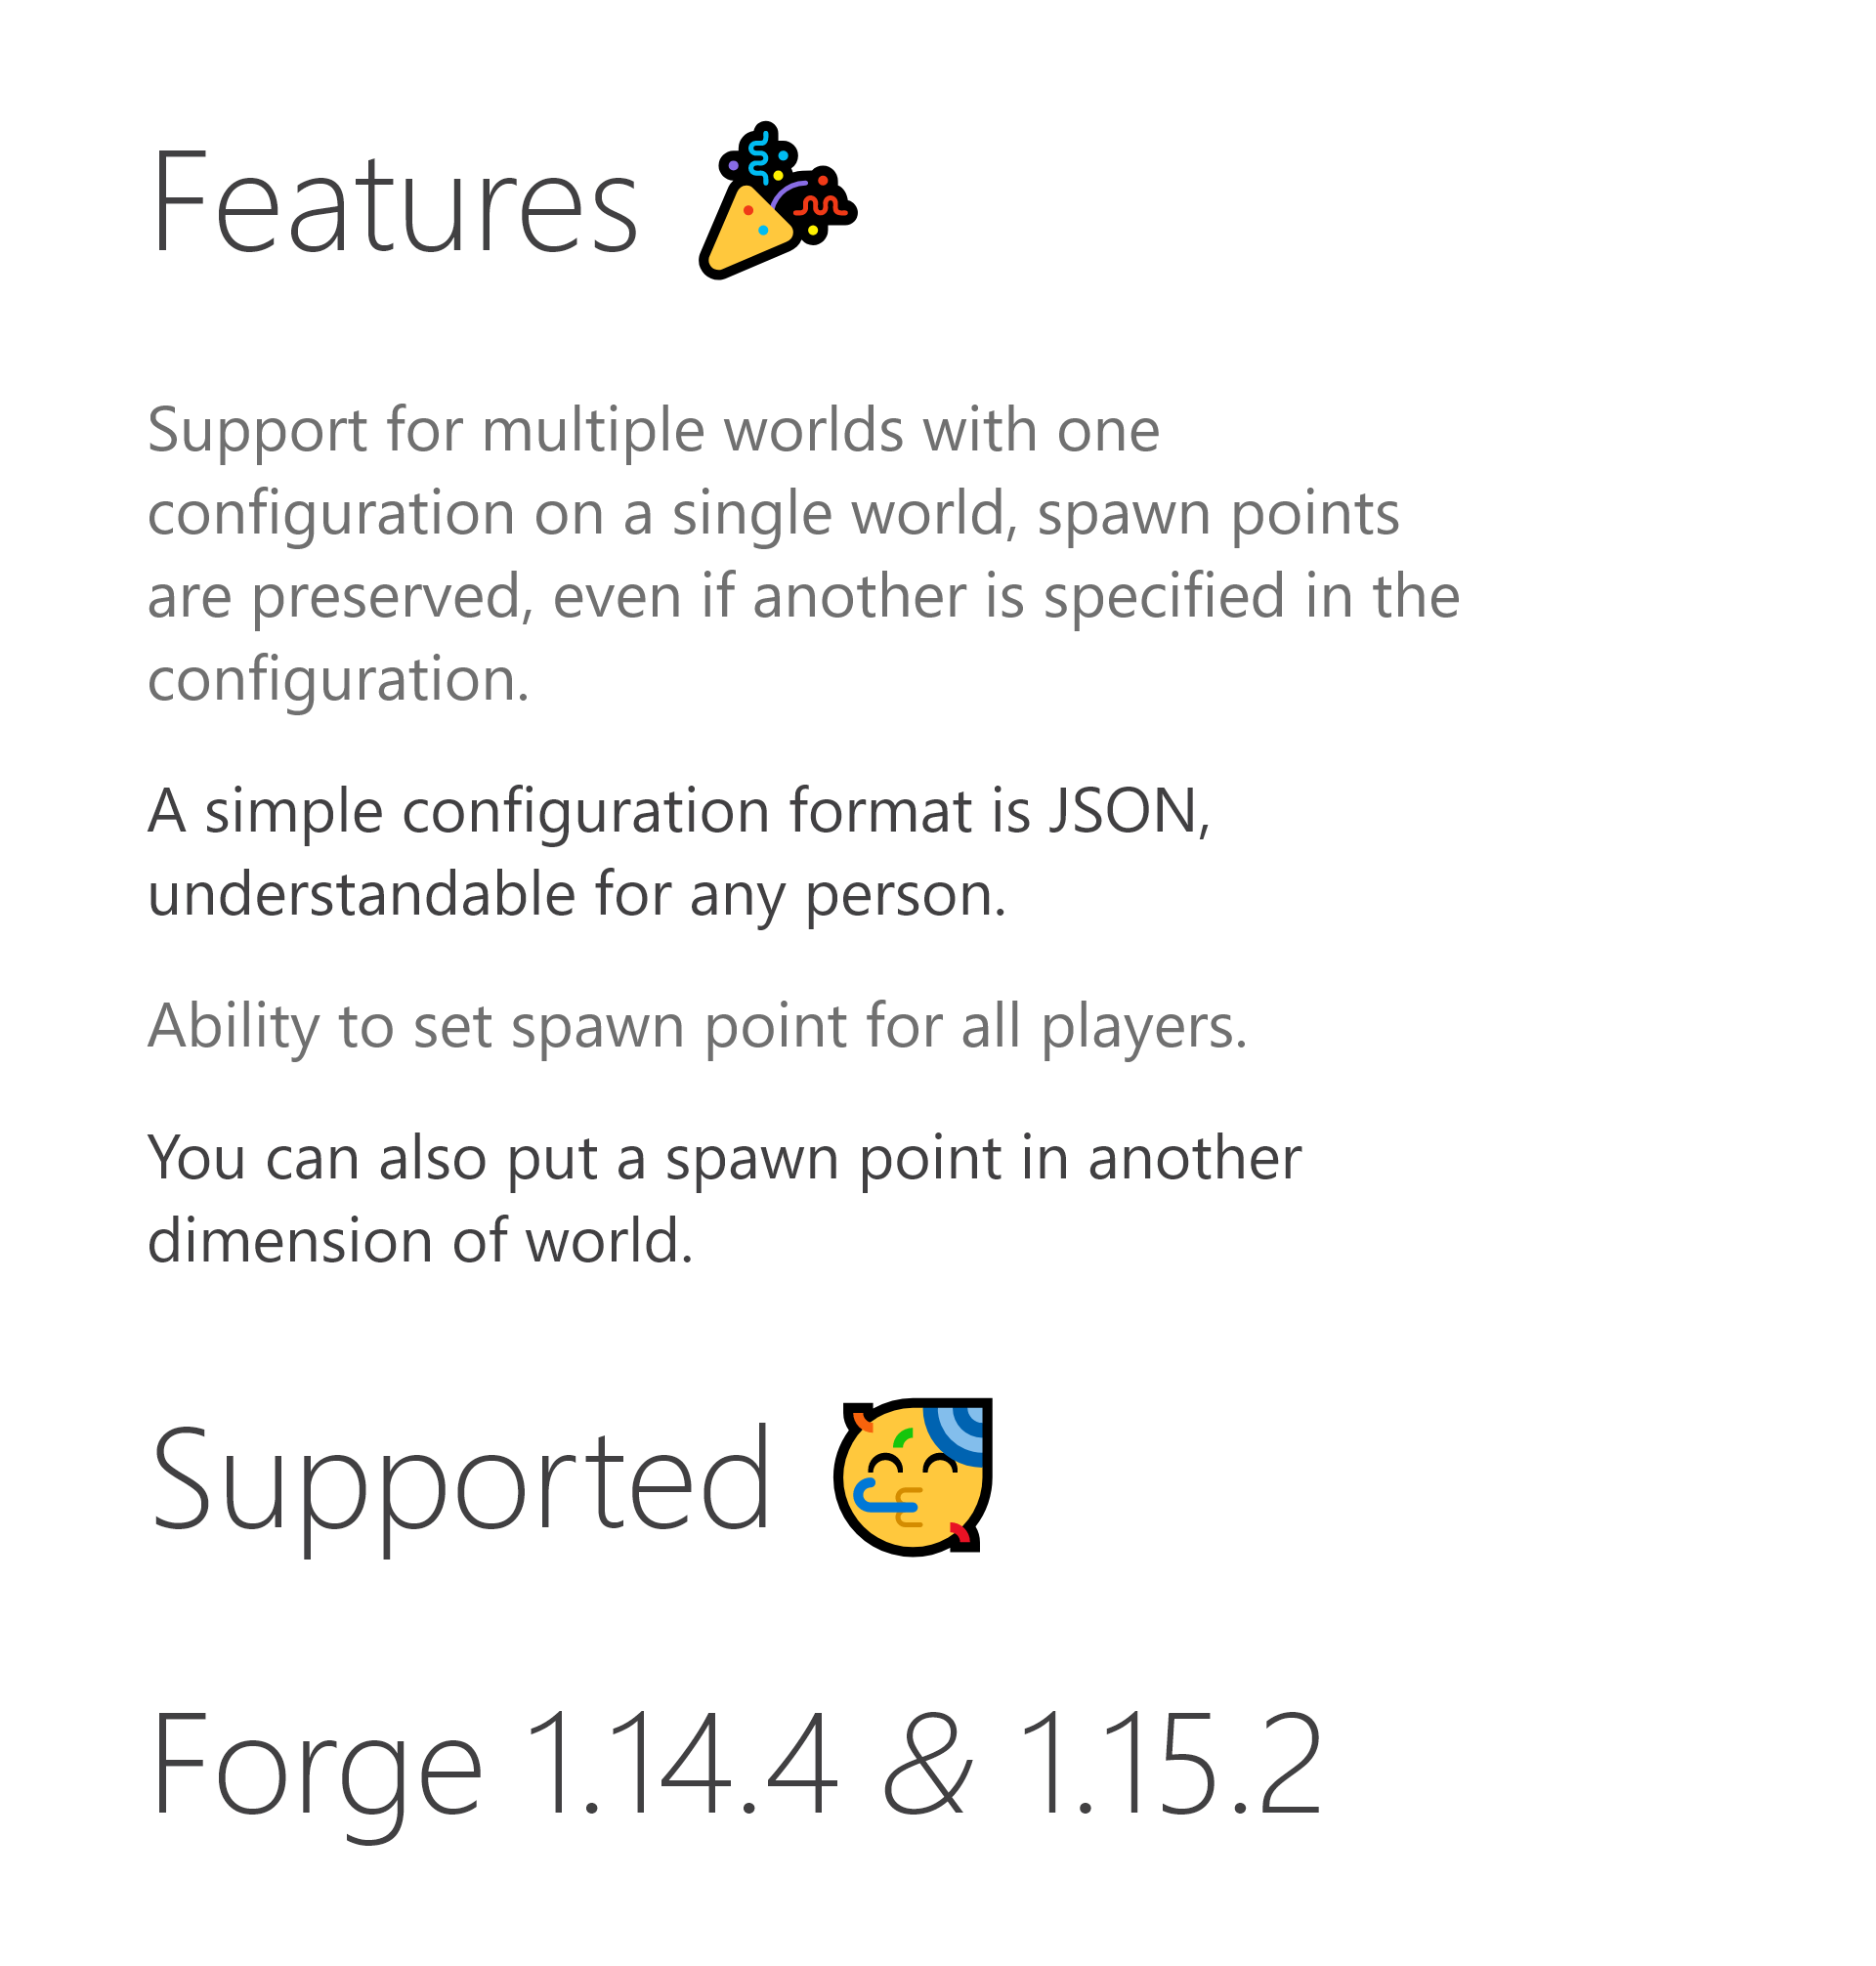 Features
Support for multiple worlds with one
configuration on a single world, spawn points
are preserved, even if another is specified in the
configuration.
A simple configuration format is JSON,
understandable for any person.
Ability to set spawn point for all players.
You can also put a spawn point in another
dimension of world.
Supported
Forge 1.14.4 & 1.15.2